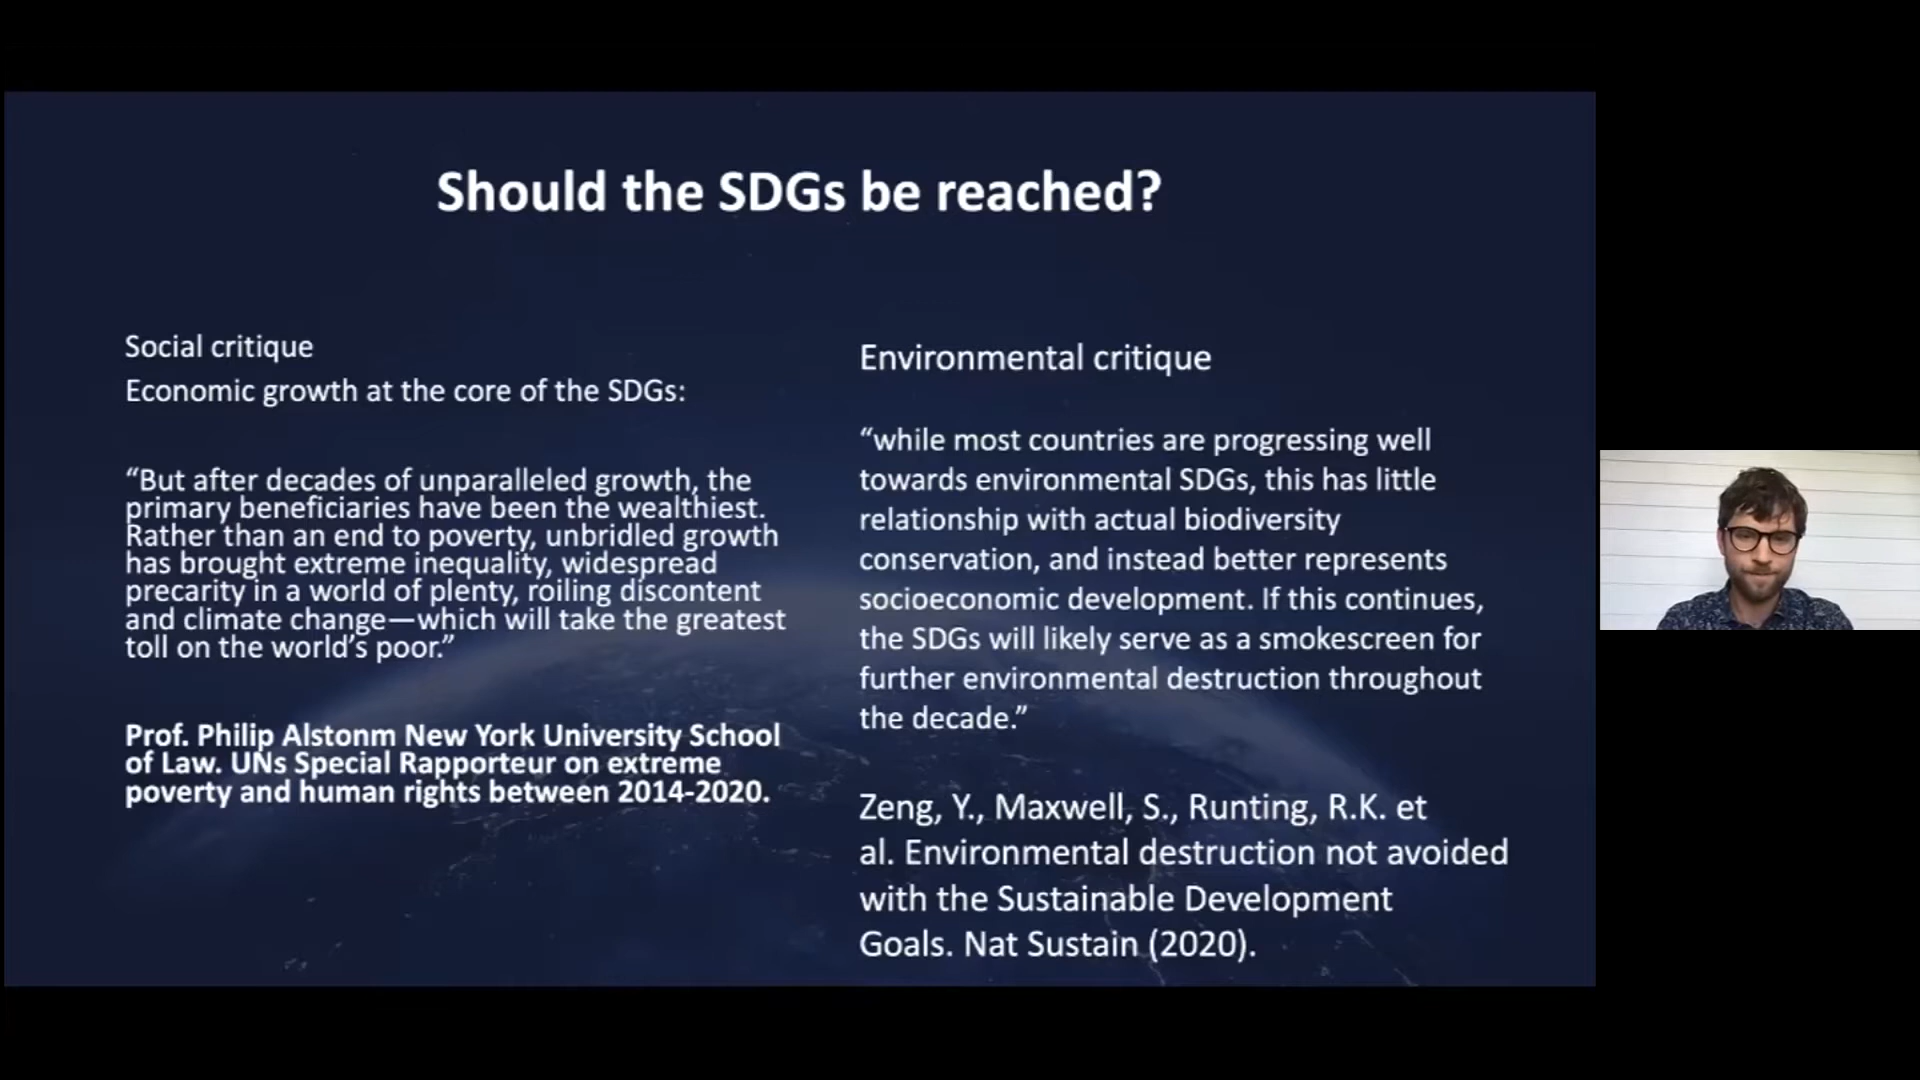 Should the SDGs be reached?
Social critique
Economic growth at the core of the SDGs:
“But after decades of unparalleled growth, the
primary beneficiaries have been the wealthiest.
Rather than an end to poverty, unbridled growth
has brought extreme inequality, widespread
precarity in a world of plenty, roiling discontent
and climate change—which will take the greatest
toll on the world’s poor.”
Prof. Philip Alstonm New York University School
of Law. UNs Special Rapporteur on extreme
poverty and human rights between 2014-2020.
Environmental critique
“while most countries are progressing well
towards environmental SDGs, this has little
relationship with actual biodiversity
conservation, and instead better represents
socioeconomic development. If this continues,
the SDGs will likely serve as a smokescreen for
further environmental destruction throughout
the decade.”
Zeng, Y., Maxwell, S., Runting, R.K. et
al. Environmental destruction not avoided
with the Sustainable Development
Goals. Nat Sustain (2020).